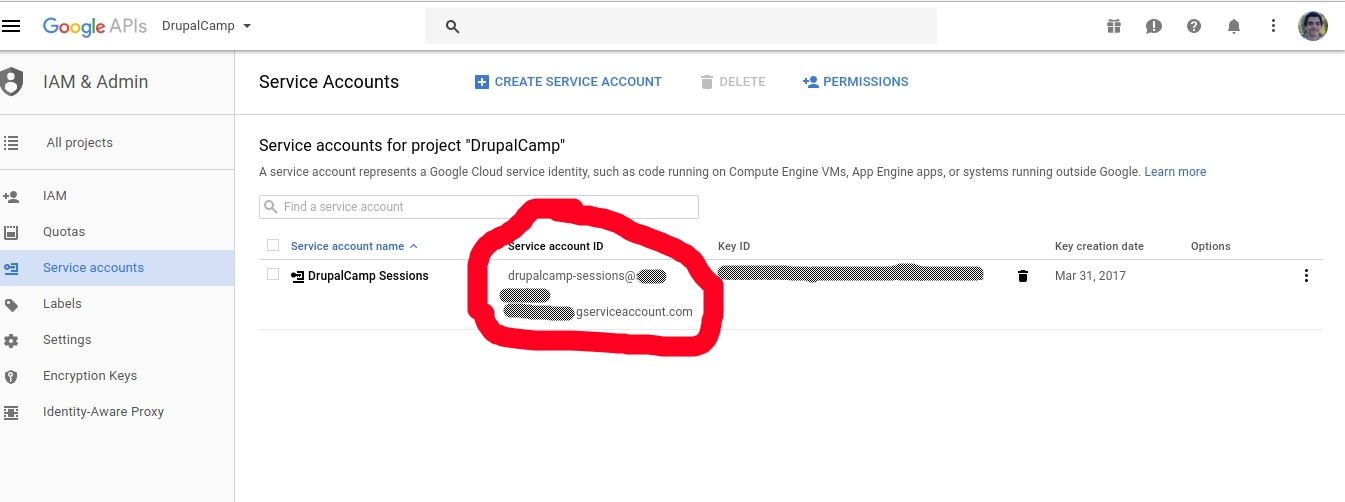 Google APIs DrupalCamp
IAM & Admin
Service Accounts CREATE SERVICE ACCOUNT DELETE PERMISSIONS
All projects
IAM
Quotas
Service accounts
Labels
Settings
Encryption Keys
Identity-Aware Proxy
Service accounts for project "DrupalCamp"
A service account represents a Google Cloud service identity, such as code running on Compute Engine VMs, App Engine apps, or systems running outside Google. Learn more
Find a service account
Service account name Service account ID Key ID Key creation date Options
DrupalCamp Sessions drupalcamp-sessions@ Mar 31, 2017
.gserviceaccount.com